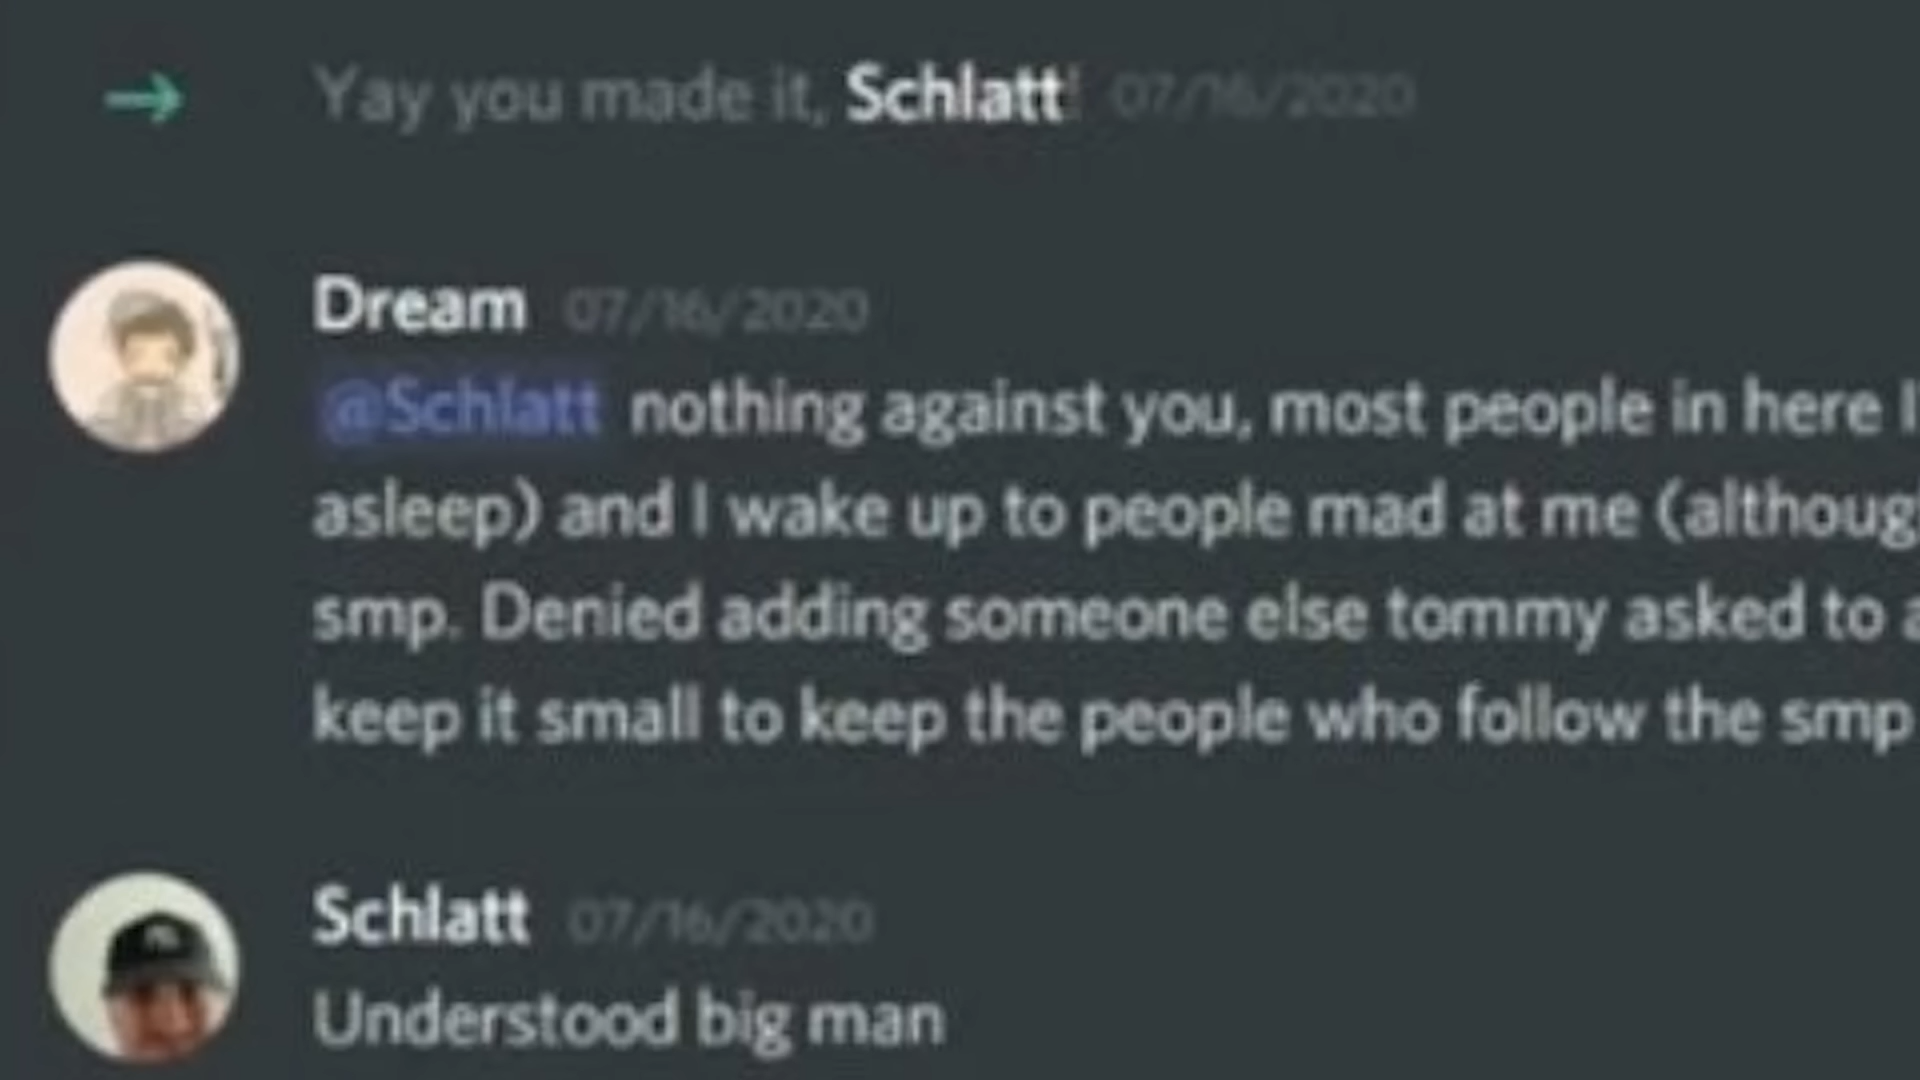 Yay you made it, Schlatt! 07/16/2020
Dream 07/16/2020
@Schlatt nothing against you, most people in here I
asleep) and I wake up to people mad at me (althoug
smp. Denied adding someone else tommy asked to a
keep it small to keep the people who follow the smp
Schlatt 07/16/2020
Understood big man